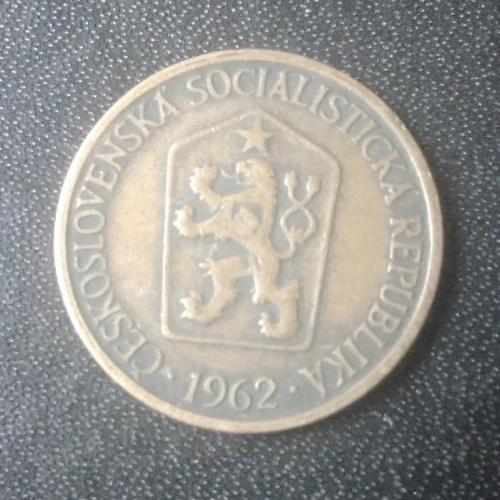 ČESKOSLOVENSKÁ SOCIALISTICKÁ REPUBLIKA
· 1962 ·